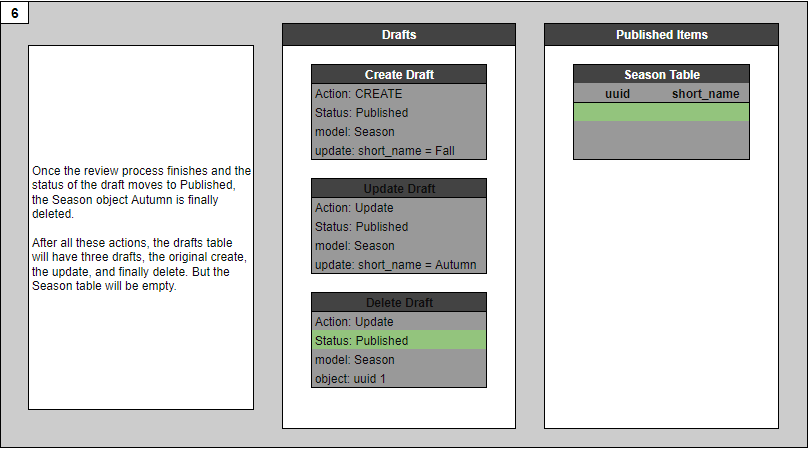 6
Once the review process finishes and the
status of the draft moves to Published,
the Season object Autumn is finally
deleted.
After all these actions, the drafts table
will have three drafts, the original create,
the update, and finally delete. But the
Season table will be empty.
Drafts
Create Draft
Action: CREATE
Status: Published
model: Season
update: short_name = Fall
Update Draft
Action: Update
Status: Published
model: Season
update: short_name = Autumn
Delete Draft
Action: Update
Status: Published
model: Season
object: uuid 1
Published Items
Season Table
uuid short_name